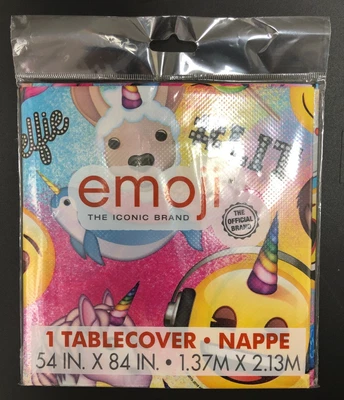 emoji
THE ICONIC BRAND
THE OFFICIAL BRAND
1 TABLECOVER • NAPPE
54 IN. X 84 IN. • 1.37M X 2.13M